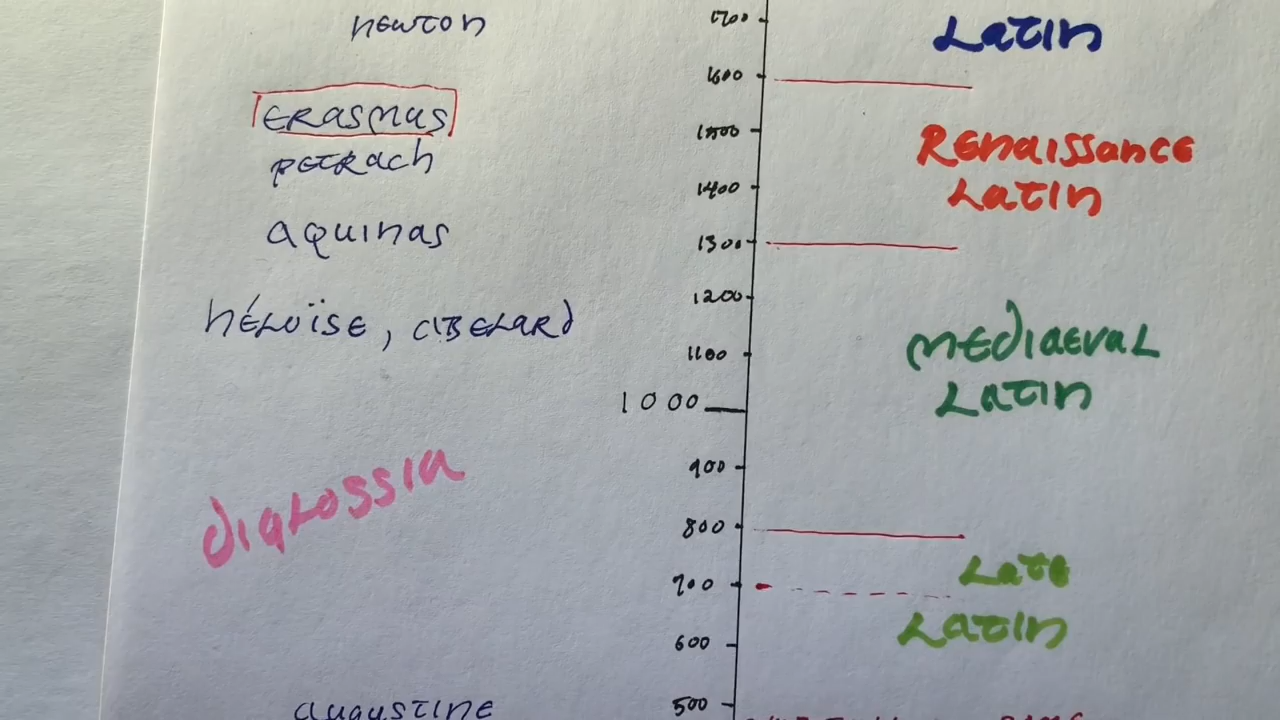 newton
1700
Latin
1600
Erasmus
1500
Renaissance
Petrach
1400
Latin
Aquinas
1300
1200
Héloïse, Abelard
Mediaeval
1100
Latin
1000
900
diglossia
800
Late
700
Latin
600
500
Augustine